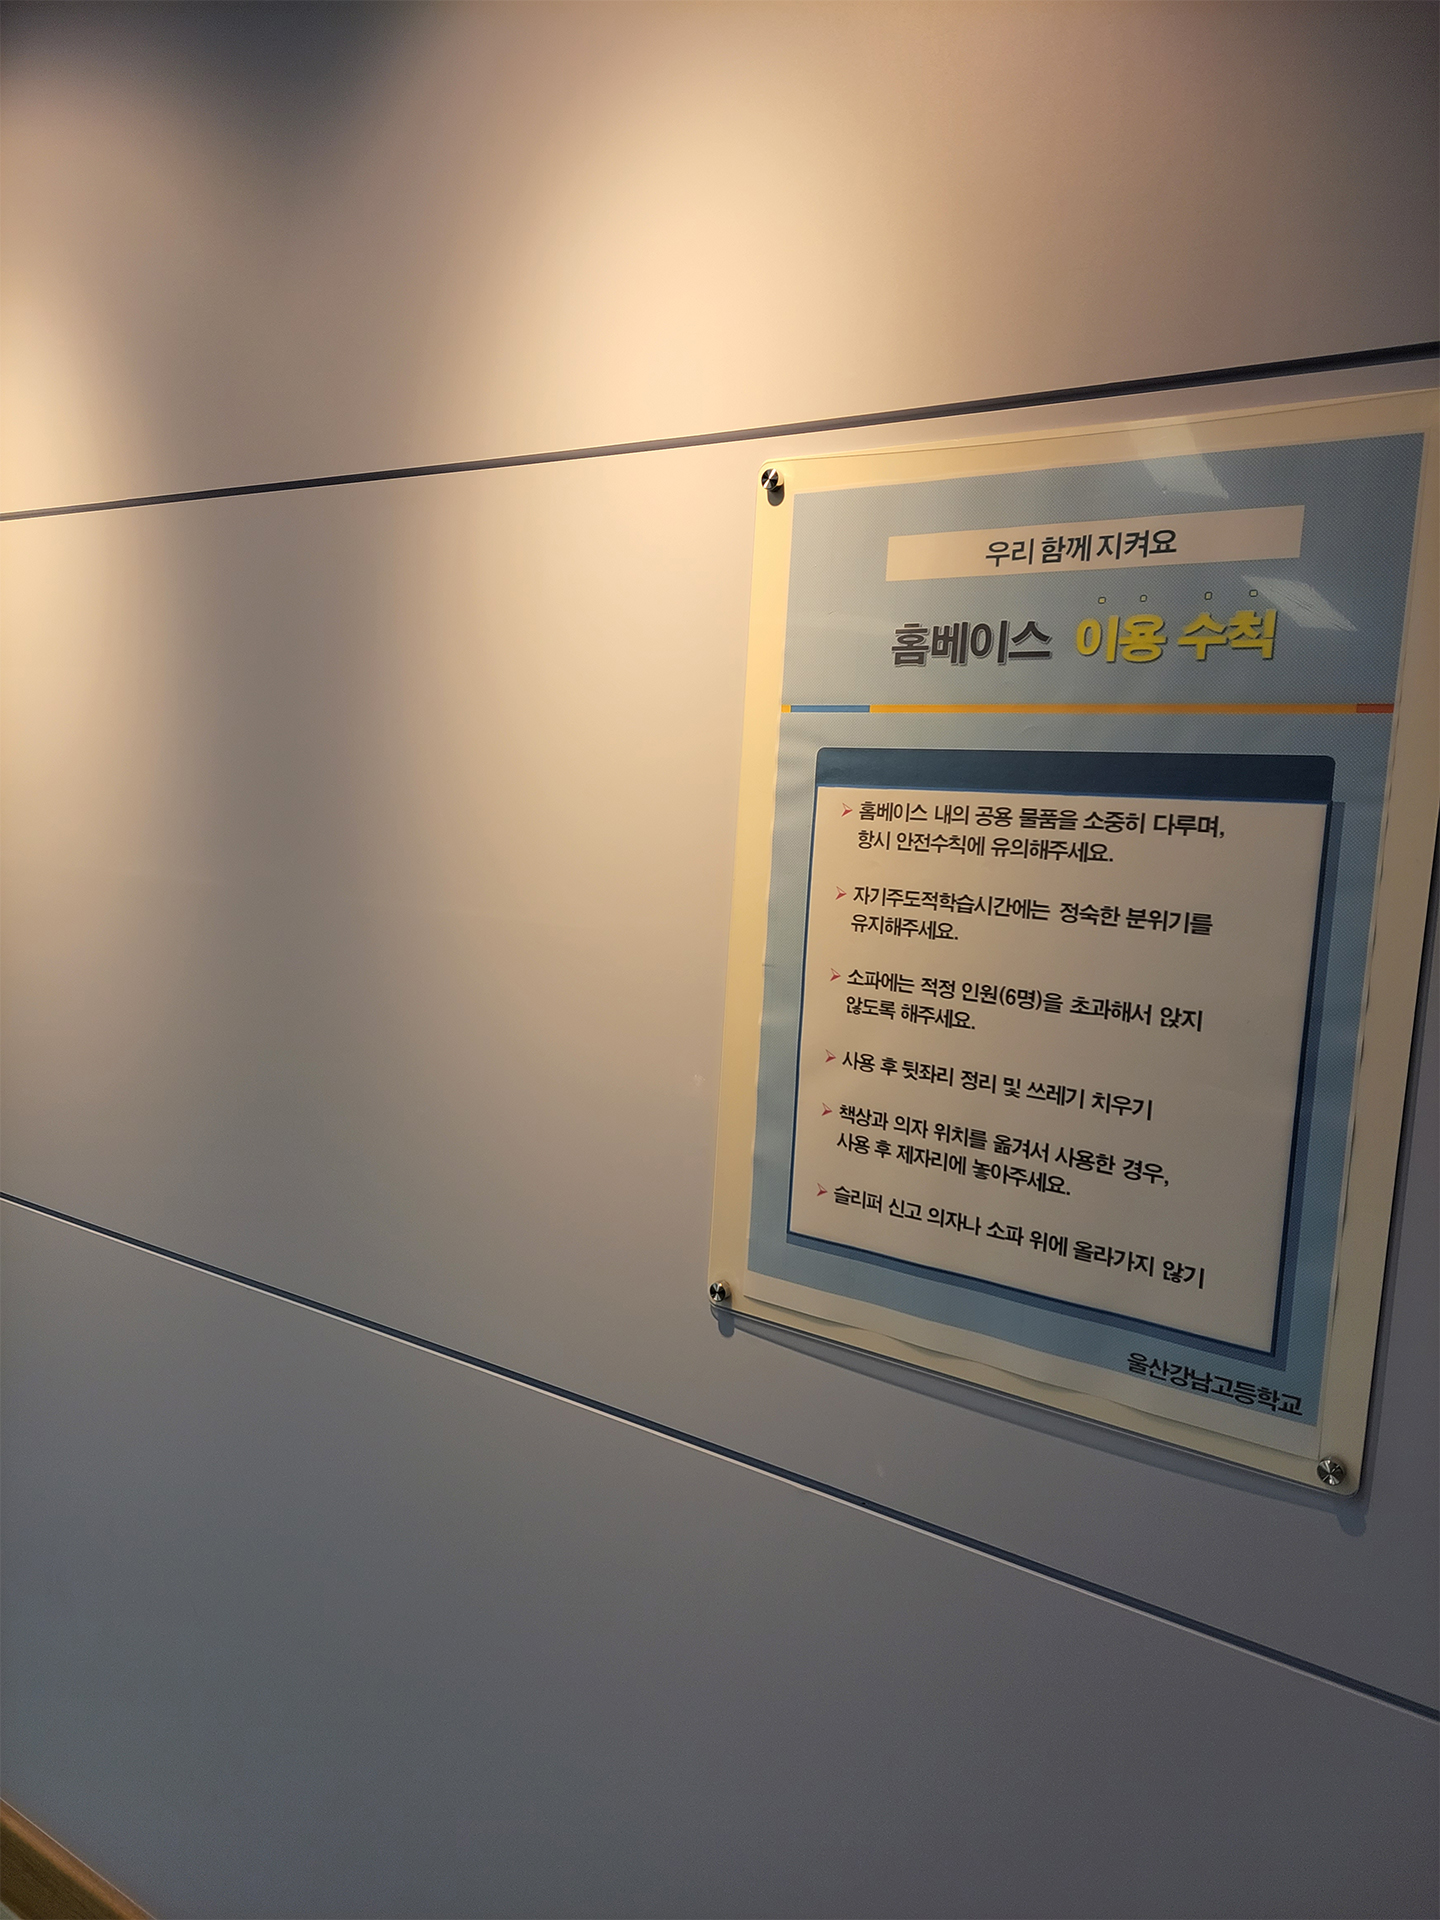 우리 함께 지켜요
홈베이스 이용 수칙
➢ 홈베이스 내의 공용 물품을 소중히 다루며,
항시 안전수칙에 유의해주세요.
➢ 자기주도적학습시간에는 정숙한 분위기를
유지해주세요.
➢ 소파에는 적정 인원(6명)을 초과해서 앉지
않도록 해주세요.
➢ 사용 후 뒷좌리 정리 및 쓰레기 치우기
➢ 책상과 의자 위치를 옮겨서 사용한 경우,
사용 후 제자리에 놓아주세요.
➢ 슬리퍼 신고 의자나 소파 위에 올라가지 않기
울산강남고등학교